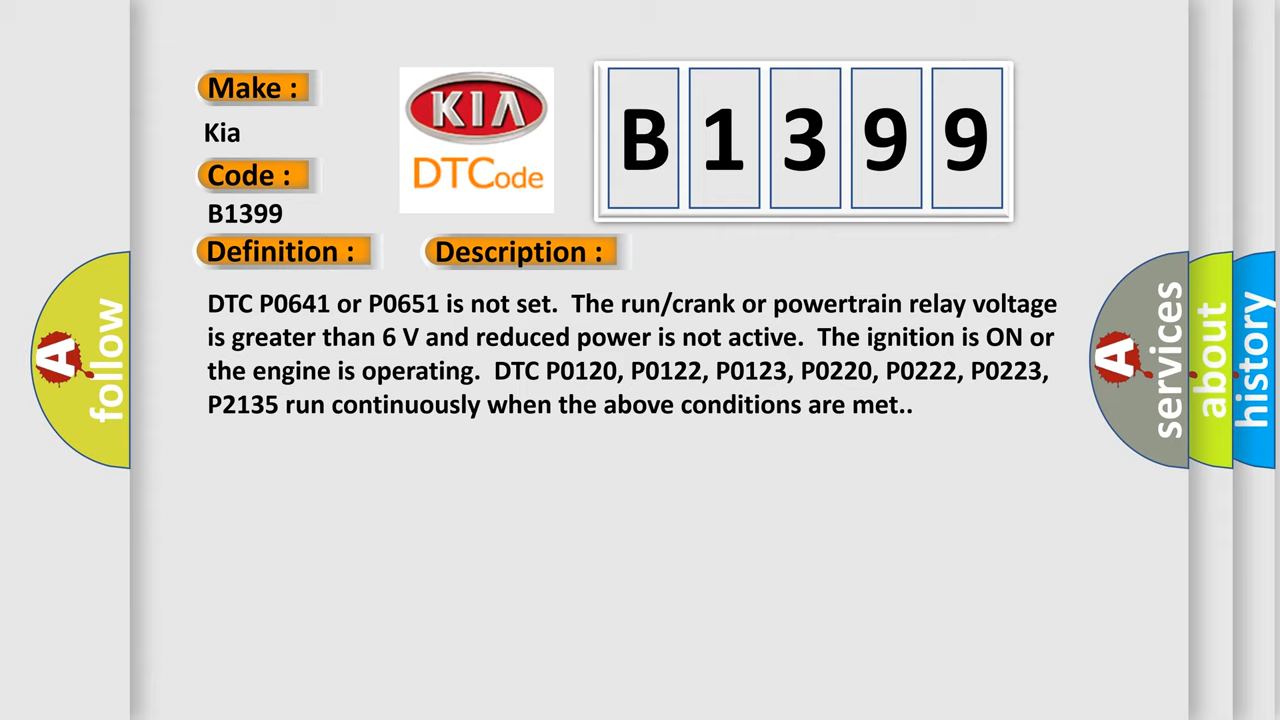 Make :
Kia
Code :
B1399
Definition :
Description :
KIA
DTCode
B 1 3 9 9
DTC P0641 or P0651 is not set. The run/crank or powertrain relay voltage
is greater than 6 V and reduced power is not active. The ignition is ON or
the engine is operating. DTC P0120, P0122, P0123, P0220, P0222, P0223,
P2135 run continuously when the above conditions are met..
A
follow
A
services
about
history